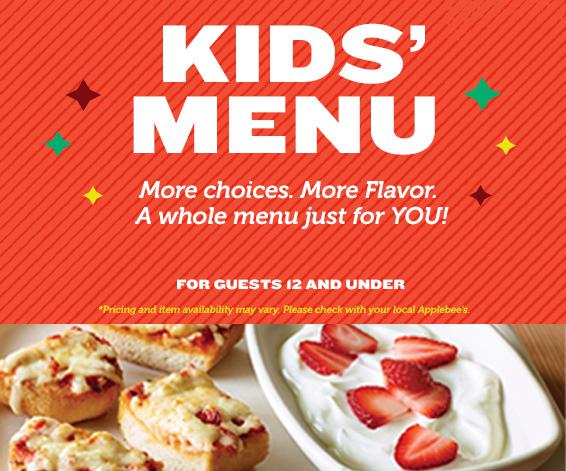 KIDS’
MENU
More choices. More Flavor.
A whole menu just for YOU!
FOR GUESTS 12 AND UNDER
*Pricing and item availability may vary. Please check with your local Applebee's.